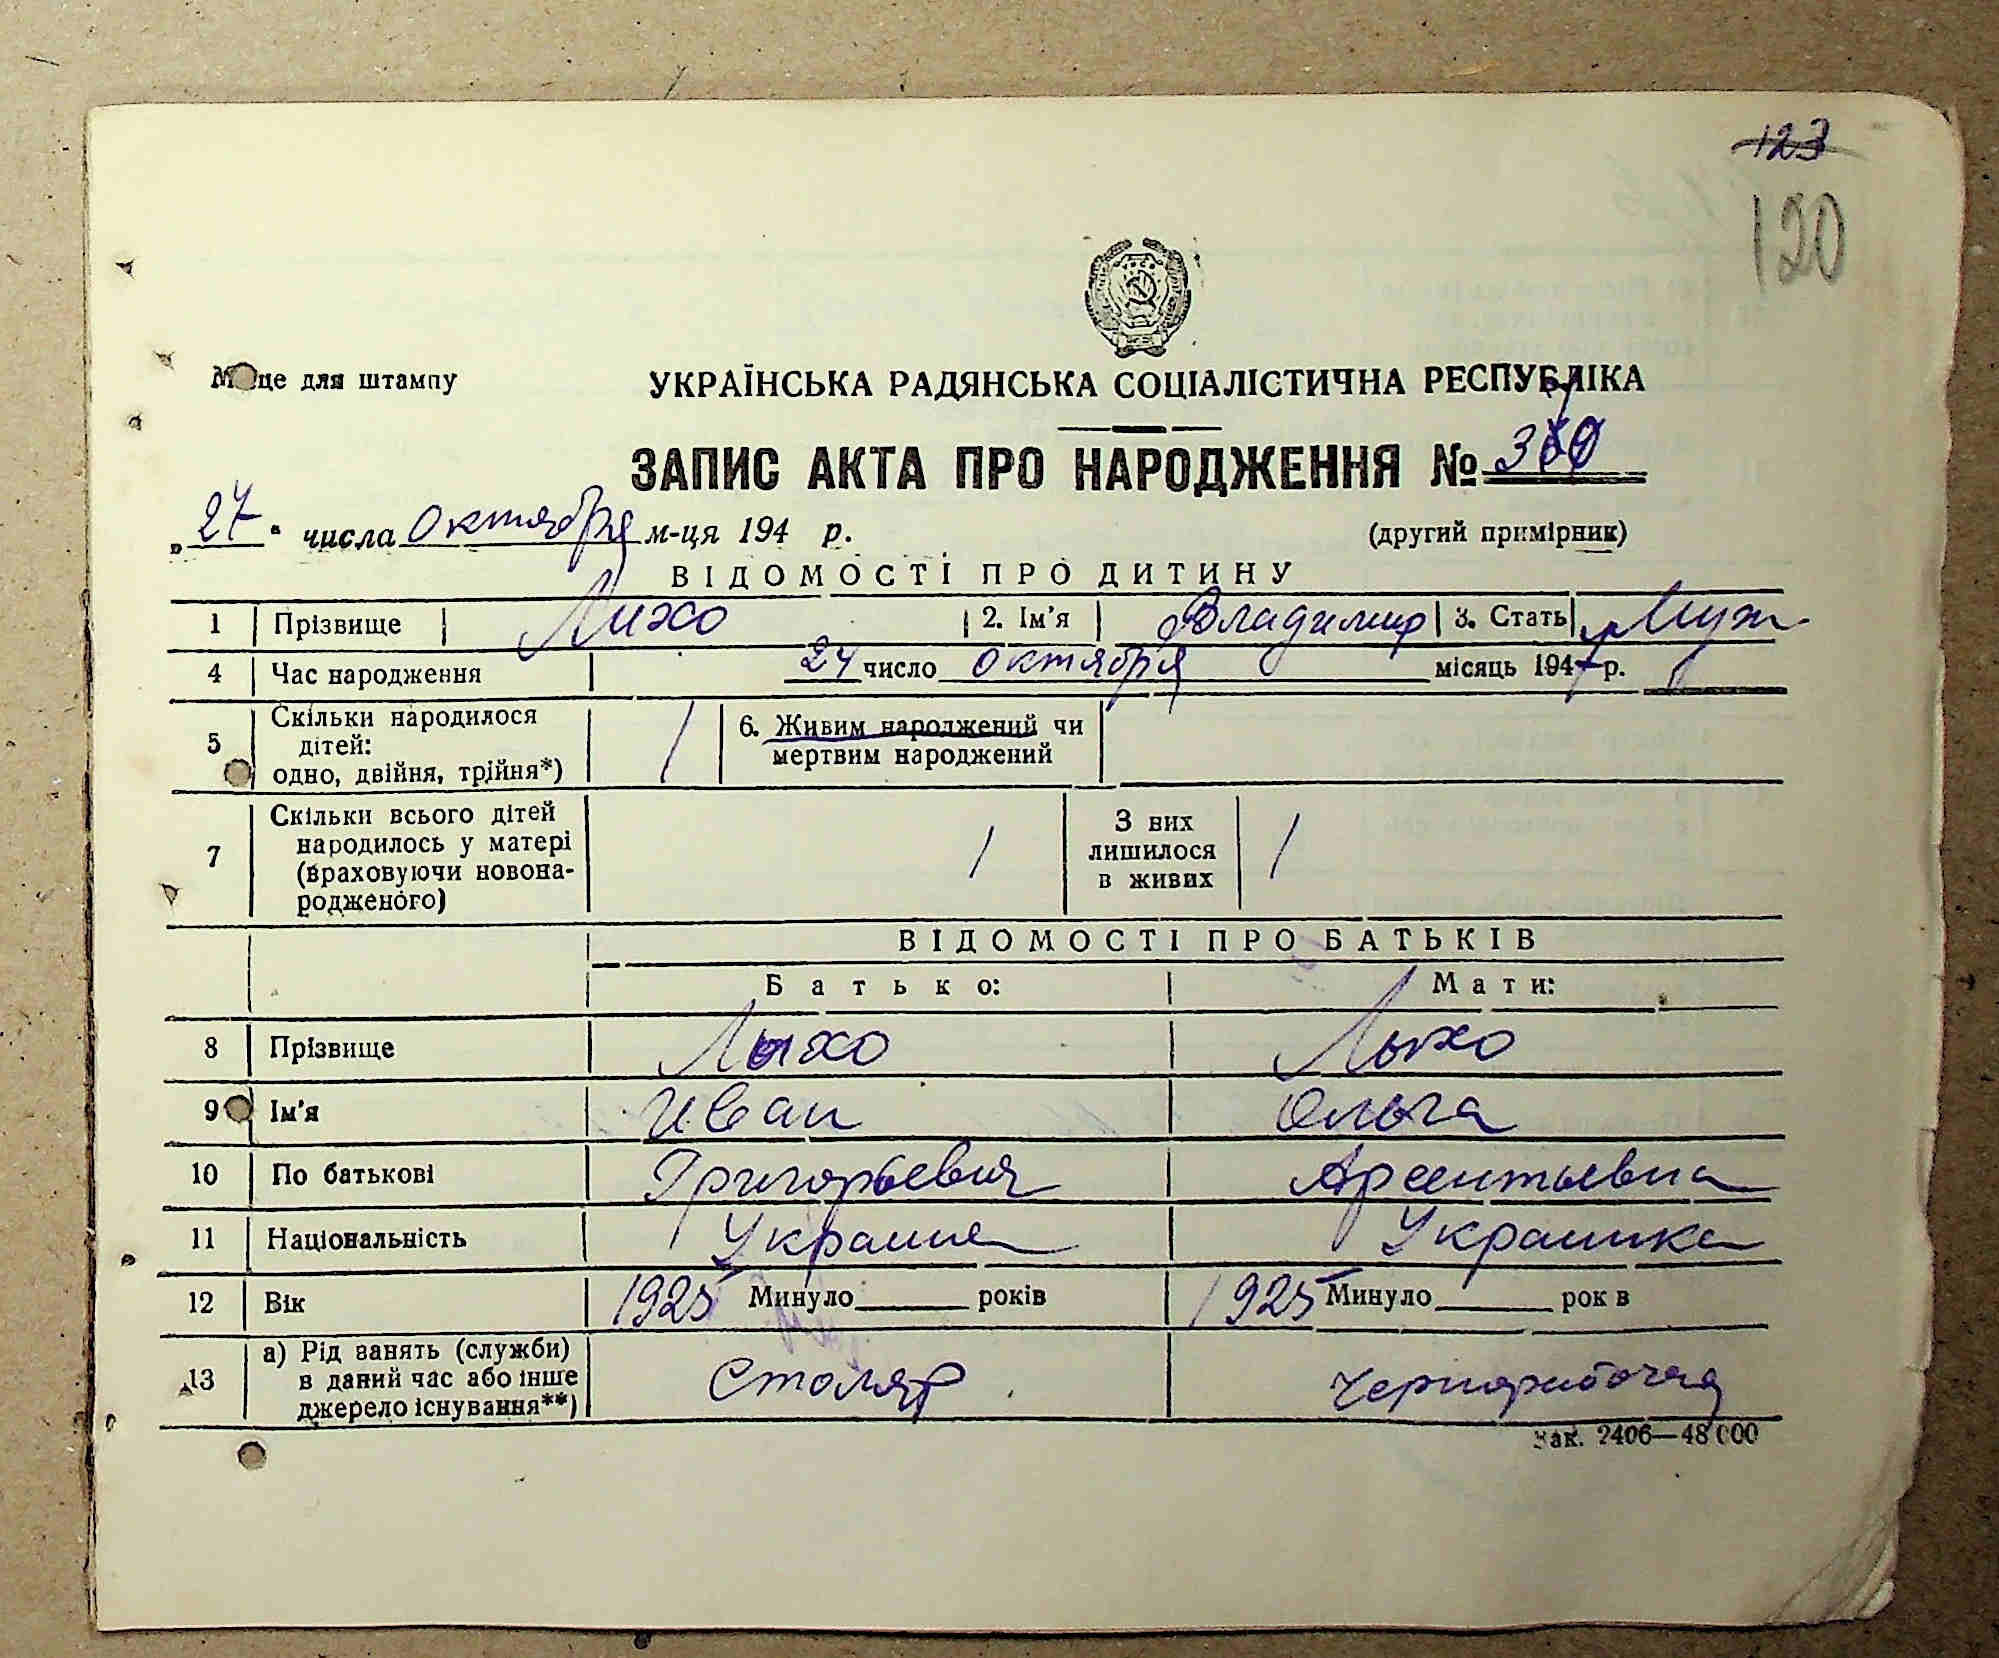 123
120
Місце для штампу
УКРАЇНСЬКА РАДЯНСЬКА СОЦІАЛІСТИЧНА РЕСПУБЛІКА
ЗАПИС АКТА ПРО НАРОДЖЕННЯ №
„27“ числа октября м-ця 194 р.
(другий примірник)
ВІДОМОСТІ ПРО ДИТИНУ
1 Прізвище Лихо 2. Ім'я Владимир 3. Стать Муж
4 Час народження 24 число октября місяць 1947 р.
5 Скільки народилося дітей: одно, двійня, трійня*) 1 6. Живим народжений чи мертвим народжений
7 Скільки всього дітей народилось у матері (враховуючи новонародженого) 1 З них лишилося в живих 1
ВІДОМОСТІ ПРО БАТЬКІВ
Батько: Мати:
8 Прізвище Лыхо Лыхо
9 Ім'я Иван Ольга
10 По батькові Григорьевич Арсентьевна
11 Національність Украинец Украинка
12 Вік 1925 Минуло років 1925 Минуло рок в
13 а) Рід занять (служби) в даний час або інше джерело існування**) Столяр Чернорабочая
Зак. 2406—48000